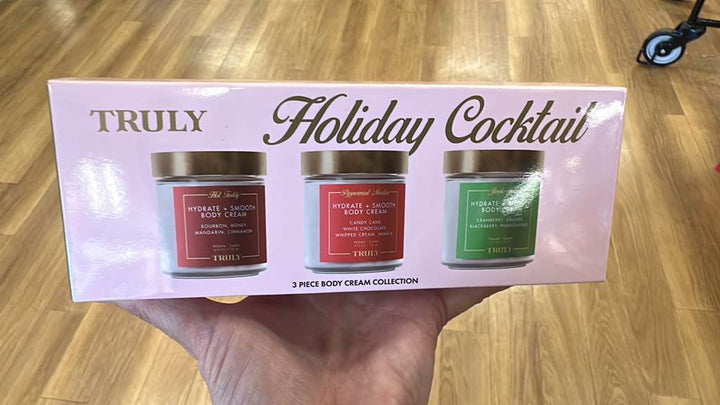 TRULY
Holiday Cocktail
Hot Toddy
HYDRATE + SMOOTH
BODY CREAM
BOURBON, HONEY
MANDARIN, CINNAMON
TRULY
Peppermint
HYDRATE + SMOOTH
BODY CREAM
CANDY CANE
WHITE CHOCOLATE
WHIPPED CREAM, VANILLA
TRULY
HYDRATE +
BODY
CRANBERRY, ORANGE
BLACKBERRY, POMEGRANATE
TRULY
3 PIECE BODY CREAM COLLECTION